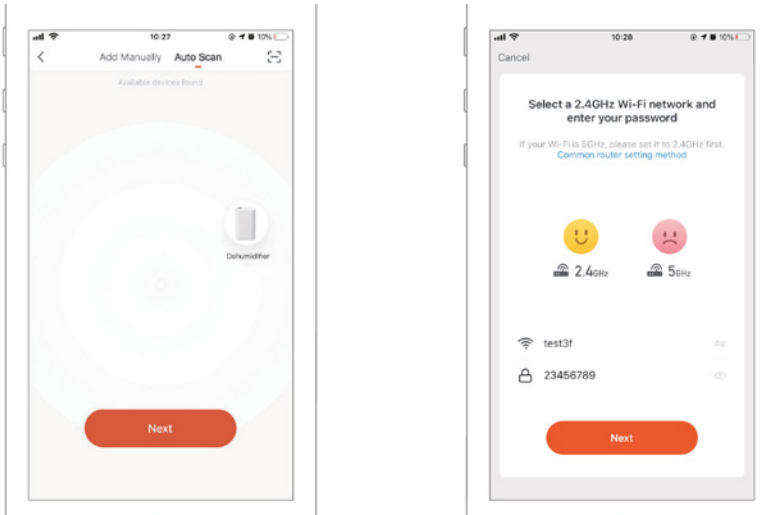 10:27
10%
Add Manually Auto Scan
Available devices found
Dehumidifier
Next
10:28
10%
Cancel
Select a 2.4GHz Wi-Fi network and
enter your password
If your Wi-Fi is 5GHz, please set it to 2.4GHz first.
Common router setting method
2.4GHz 5GHz
test3f
23456789
Next